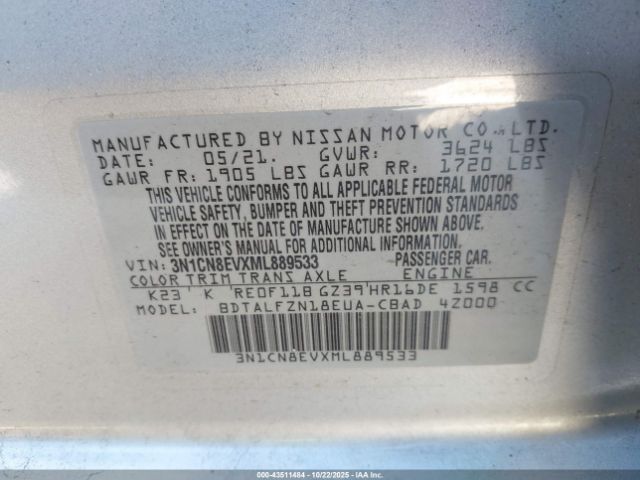 MANUFACTURED BY NISSAN MOTOR CO., LTD.
DATE: 05/21. GVWR: 3624 LBS
GAWR FR: 1905 LBS GAWR RR: 1720 LBS
THIS VEHICLE CONFORMS TO ALL APPLICABLE FEDERAL MOTOR
VEHICLE SAFETY, BUMPER AND THEFT PREVENTION STANDARDS
IN EFFECT ON THE DATE OF MANUFACTURE SHOWN ABOVE.
SEE OWNER'S MANUAL FOR ADDITIONAL INFORMATION.
VIN: 3N1CN8EVXML889533 PASSENGER CAR.
COLOR TRIM TRANS AXLE ENGINE
K23 K RE0F11B GZ39 HR16DE 1598 CC
MODEL: BDTALFZN18EUA-CBAD 4Z000
3N1CN8EVXML889533
© IAA - 43511484 | 10/22/2025 | IAAI.COM